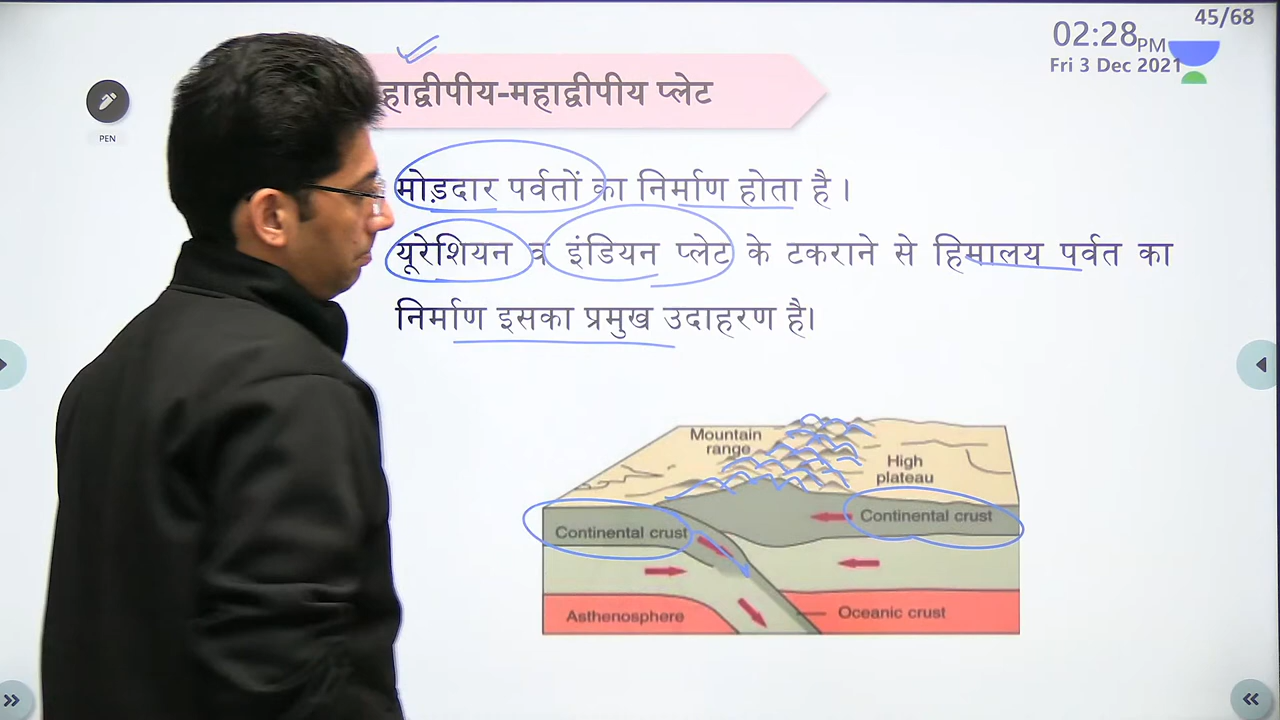 45/68
02:28PM
Fri 3 Dec 2021
PEN
हाद्वीपीय-महाद्वीपीय प्लेट
मोड़दार पर्वतों का निर्माण होता है ।
यूरेशियन व इंडियन प्लेट के टकराने से हिमालय पर्वत का
निर्माण इसका प्रमुख उदाहरण है।
Mountain
range
High
plateau
Continental crust
Continental crust
Asthenosphere
Oceanic crust